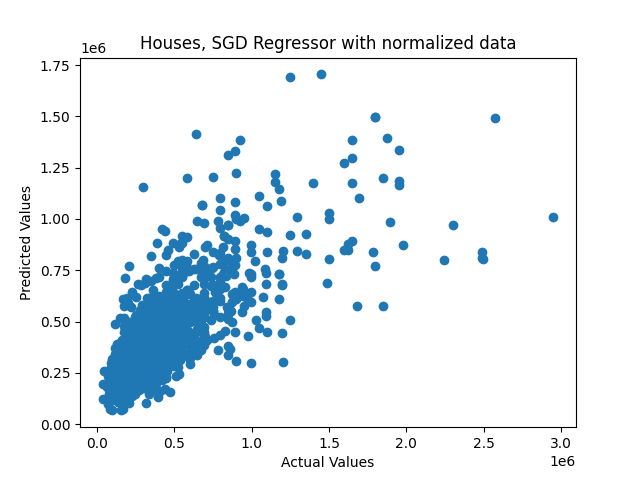 Houses, SGD Regressor with normalized data
1e6
1.75
1.50
1.25
1.00
0.75
0.50
0.25
0.00
Predicted Values
0.0 0.5 1.0 1.5 2.0 2.5 3.0
Actual Values
1e6